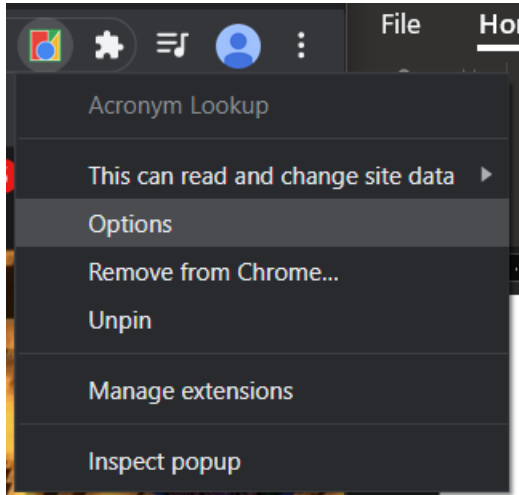 File
Acronym Lookup
This can read and change site data
Options
Remove from Chrome...
Unpin
Manage extensions
Inspect popup